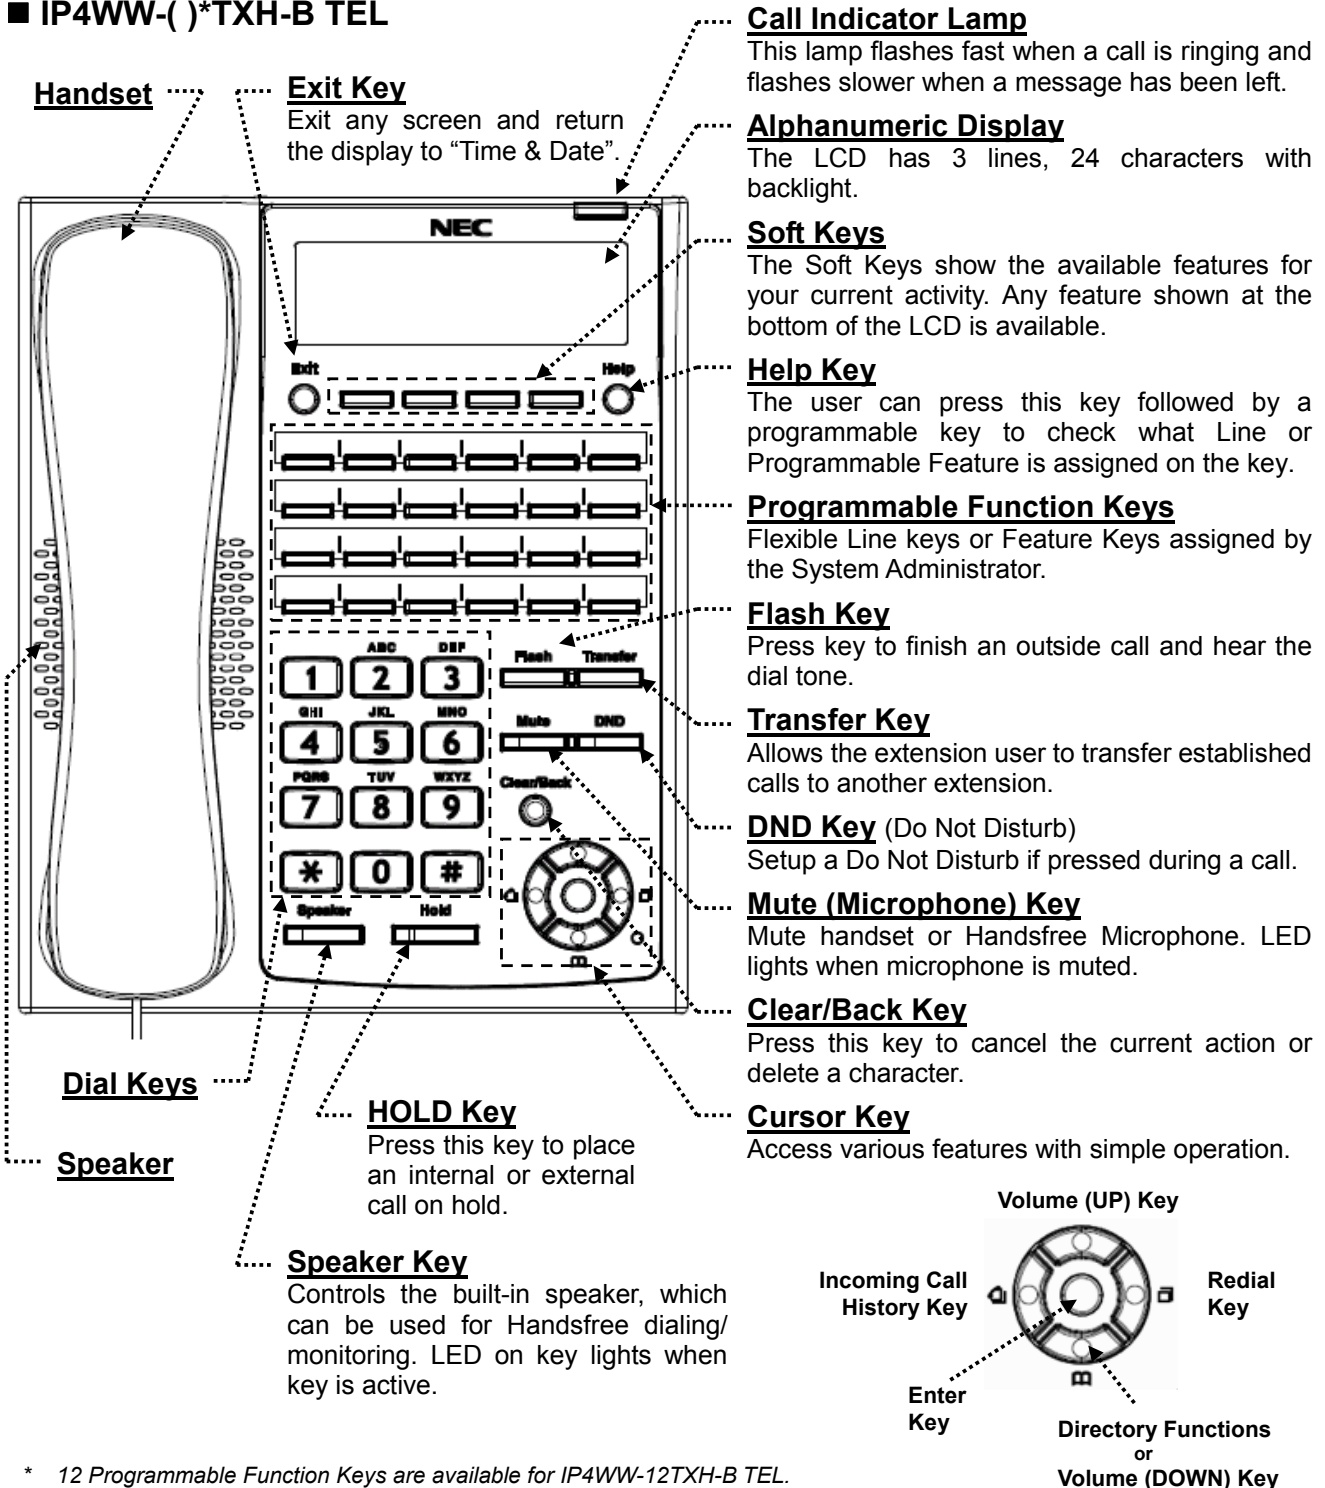 ■ IP4WW-( )*TXH-B TEL
Handset
Exit Key
Exit any screen and return
the display to “Time & Date”.
Call Indicator Lamp
This lamp flashes fast when a call is ringing and
flashes slower when a message has been left.
Alphanumeric Display
The LCD has 3 lines, 24 characters with
backlight.
Soft Keys
The Soft Keys show the available features for
your current activity. Any feature shown at the
bottom of the LCD is available.
Help Key
The user can press this key followed by a
programmable key to check what Line or
Programmable Feature is assigned on the key.
Programmable Function Keys
Flexible Line keys or Feature Keys assigned by
the System Administrator.
Flash Key
Press key to finish an outside call and hear the
dial tone.
Transfer Key
Allows the extension user to transfer established
calls to another extension.
DND Key (Do Not Disturb)
Setup a Do Not Disturb if pressed during a call.
Mute (Microphone) Key
Mute handset or Handsfree Microphone. LED
lights when microphone is muted.
Clear/Back Key
Press this key to cancel the current action or
delete a character.
Cursor Key
Access various features with simple operation.
NEC
Exit Help
Flash Transfer
Mute DND
Clear/Back
ABC DEF
1 2 3
GHI JKL MNO
4 5 6
PQRS TUV WXYZ
7 8 9
* 0 #
Speaker Hold
Dial Keys
Speaker
HOLD Key
Press this key to place
an internal or external
call on hold.
Speaker Key
Controls the built-in speaker, which
can be used for Handsfree dialing/
monitoring. LED on key lights when
key is active.
Volume (UP) Key
Incoming Call
History Key
Redial
Key
Enter
Key
Directory Functions
or
Volume (DOWN) Key
* 12 Programmable Function Keys are available for IP4WW-12TXH-B TEL.